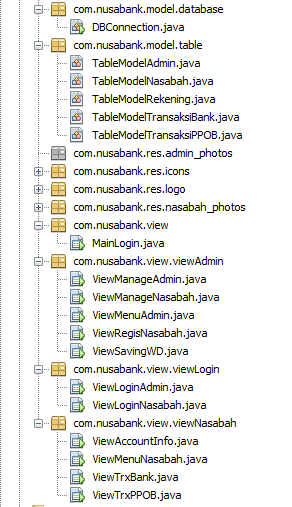 com.nusabank.model.database
DBConnection.java
com.nusabank.model.table
TableModelAdmin.java
TableModelNasabah.java
TableModelRekening.java
TableModelTransaksiBank.java
TableModelTransaksiPPOB.java
com.nusabank.res.admin_photos
com.nusabank.res.icons
com.nusabank.res.logo
com.nusabank.res.nasabah_photos
com.nusabank.view
MainLogin.java
com.nusabank.view.viewAdmin
ViewManageAdmin.java
ViewManageNasabah.java
ViewMenuAdmin.java
ViewRegisNasabah.java
ViewSavingWD.java
com.nusabank.view.viewLogin
ViewLoginAdmin.java
ViewLoginNasabah.java
com.nusabank.view.viewNasabah
ViewAccountInfo.java
ViewMenuNasabah.java
ViewTrxBank.java
ViewTrxPPOB.java